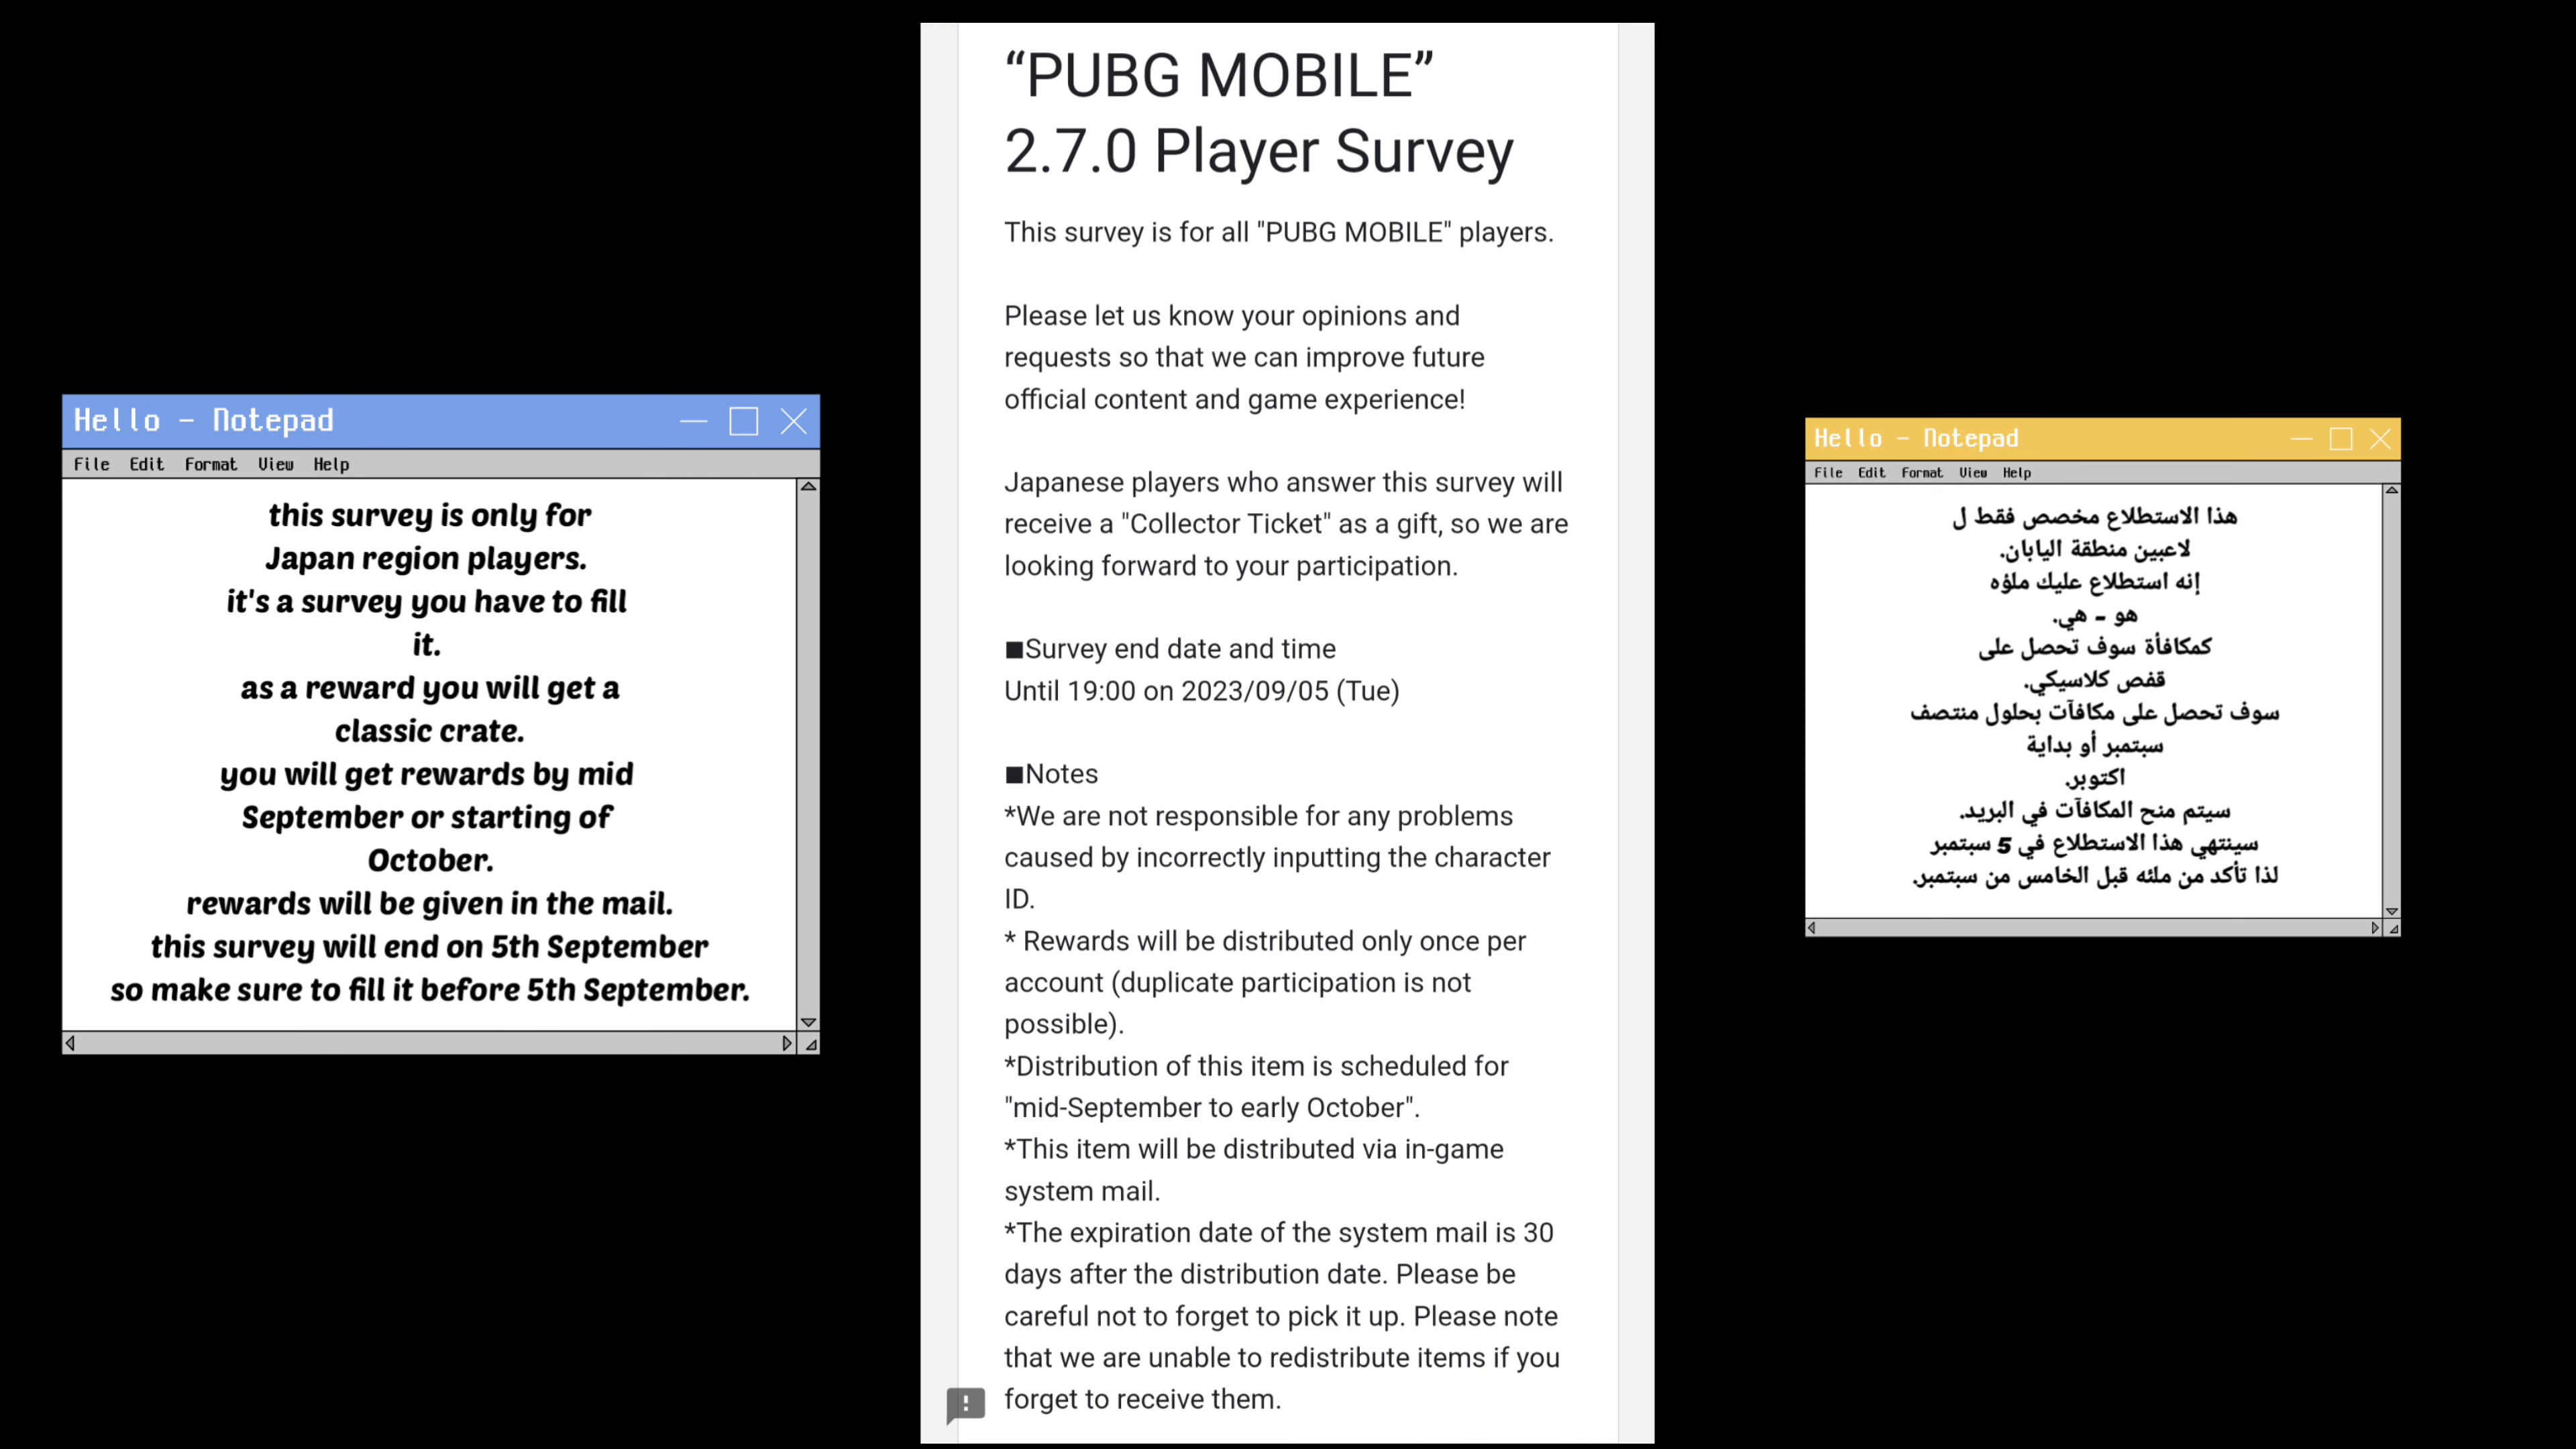 Hello - Notepad
File Edit Format View Help
this survey is only for
Japan region players.
it's a survey you have to fill
it.
as a reward you will get a
classic crate.
you will get rewards by mid
September or starting of
October.
rewards will be given in the mail.
this survey will end on 5th September
so make sure to fill it before 5th September.
“PUBG MOBILE”
2.7.0 Player Survey
This survey is for all "PUBG MOBILE" players.
Please let us know your opinions and
requests so that we can improve future
official content and game experience!
Japanese players who answer this survey will
receive a "Collector Ticket" as a gift, so we are
looking forward to your participation.
■Survey end date and time
Until 19:00 on 2023/09/05 (Tue)
■Notes
*We are not responsible for any problems
caused by incorrectly inputting the character
ID.
* Rewards will be distributed only once per
account (duplicate participation is not
possible).
*Distribution of this item is scheduled for
"mid-September to early October".
*This item will be distributed via in-game
system mail.
*The expiration date of the system mail is 30
days after the distribution date. Please be
careful not to forget to pick it up. Please note
that we are unable to redistribute items if you
forget to receive them.
Hello - Notepad
File Edit Format View Help
هذا الاستطلاع مخصص فقط ل
لاعبين منطقة اليابان.
إنه استطلاع عليك ملؤه
هو - هي.
كمكافأة سوف تحصل على
قفص كلاسيكي.
سوف تحصل على مكافآت بحلول منتصف
سبتمبر أو بداية
اكتوبر.
سيتم منح المكافآت في البريد.
سينتهي هذا الاستطلاع في 5 سبتمبر
لذا تأكد من ملئه قبل الخامس من سبتمبر.